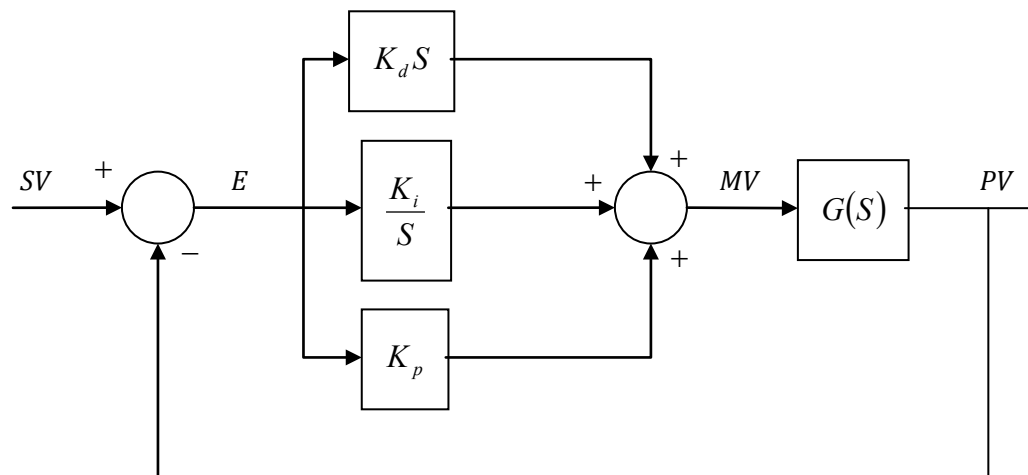 K_d S
+
SV
+
E
K_i
S
+
MV
G(S)
PV
−
+
K_p